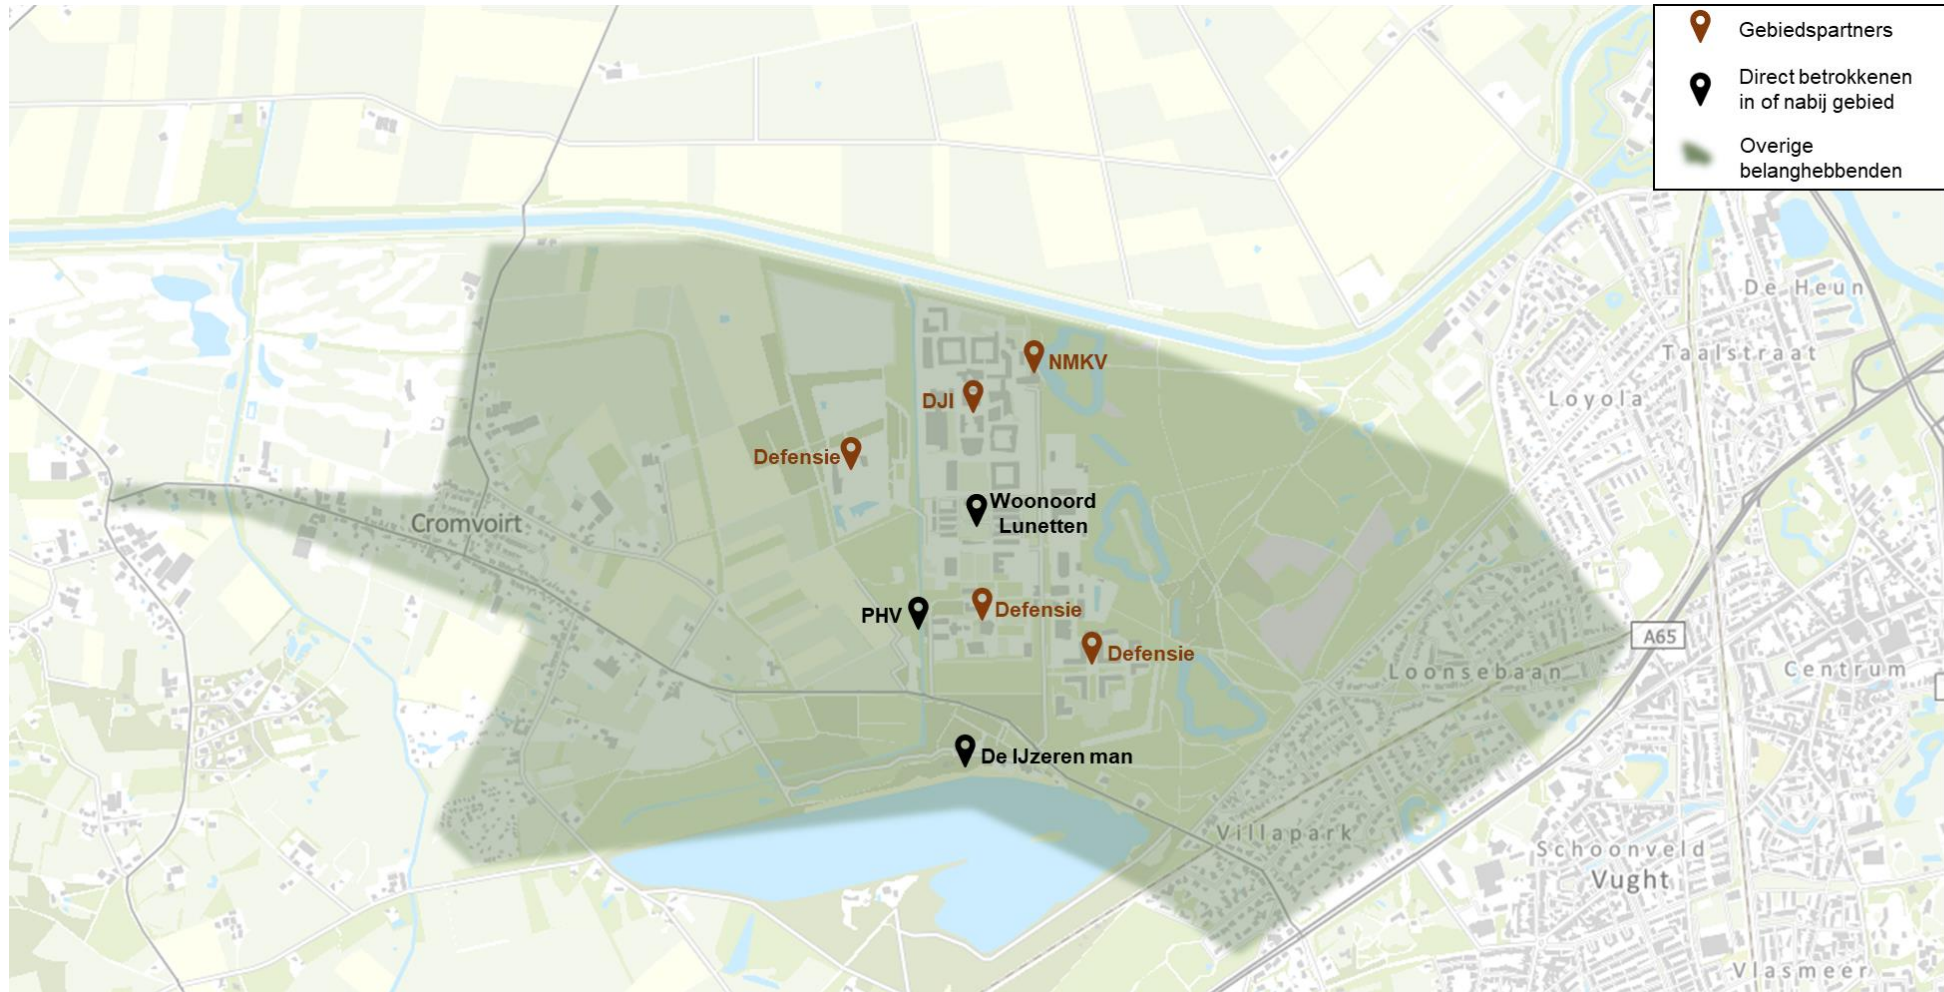 Gebiedspartners
Direct betrokkenen
in of nabij gebied
Overige
belanghebbenden
De Heun
Taalstraat
NMKV
Loyola
DJI
Defensie
Woonoord
Lunetten
Cromvoirt
PHV
Defensie
A65
Defensie
Loonsebaan
Centrum
De IJzeren man
Villapark
Schoonveld
Vught
Vlasmeer